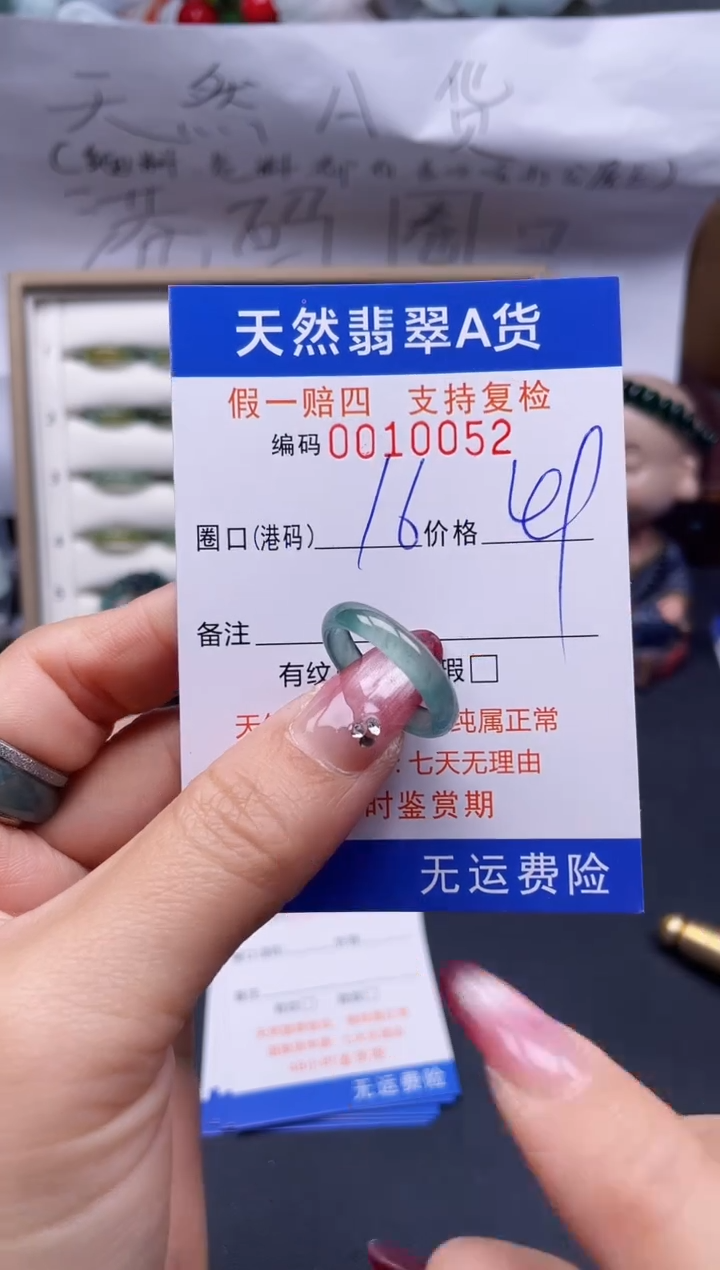 天然A货
港码圈口
天然翡翠A货
假一赔四 支持复检
编码0010052
圈口(港码) 16 价格
备注
有纹 瑕□
天 纯属正常
：七天无理由
时鉴赏期
无运费险
无运费险